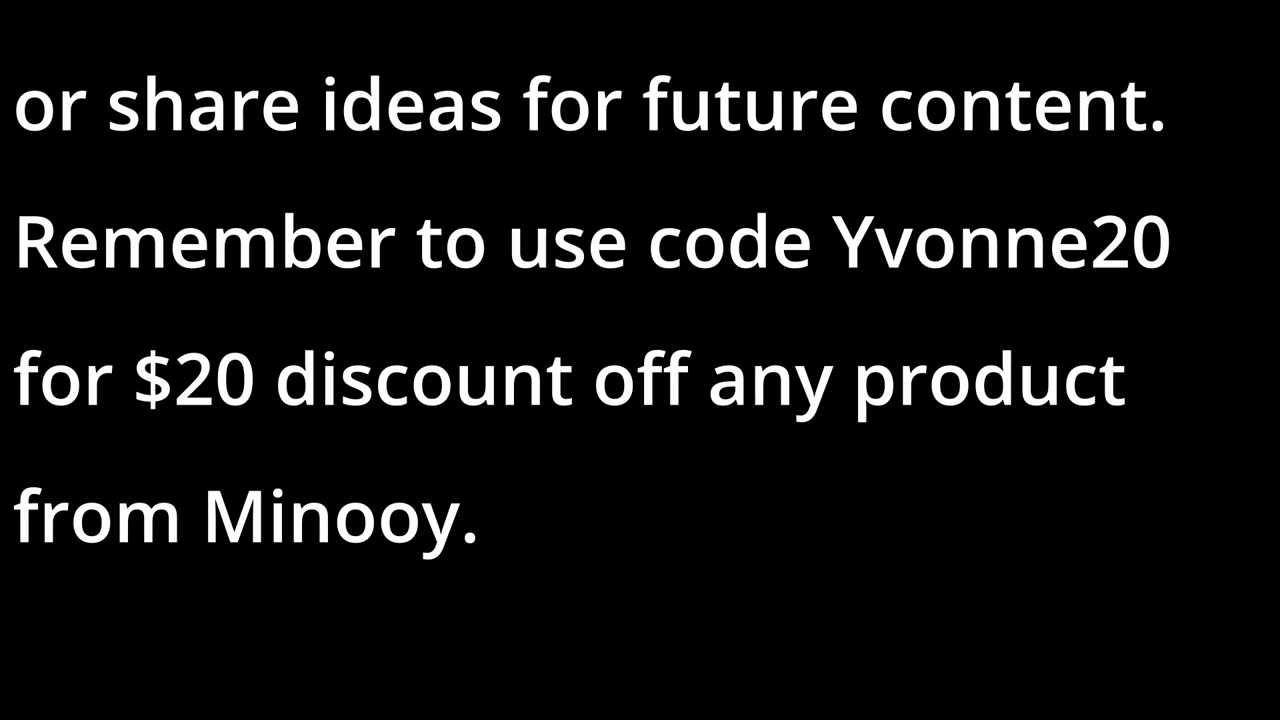 or share ideas for future content.
Remember to use code Yvonne20
for $20 discount off any product
from Minooy.